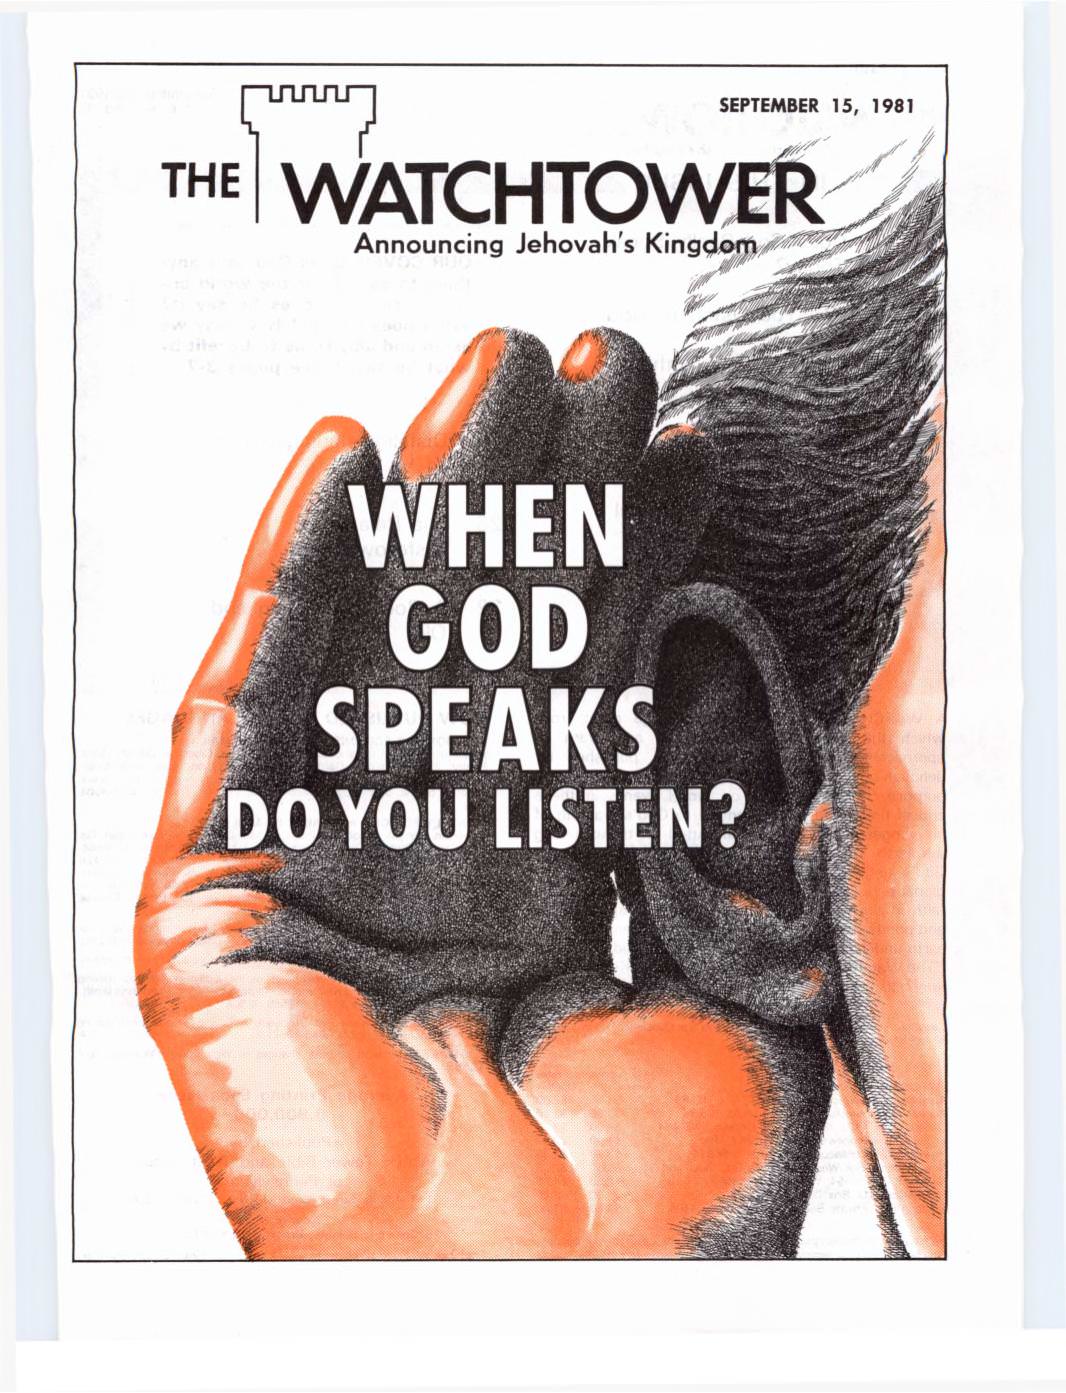 SEPTEMBER 15, 1981
THE WATCHTOWER
Announcing Jehovah's Kingdom
WHEN
GOD
SPEAKS
DO YOU LISTEN?